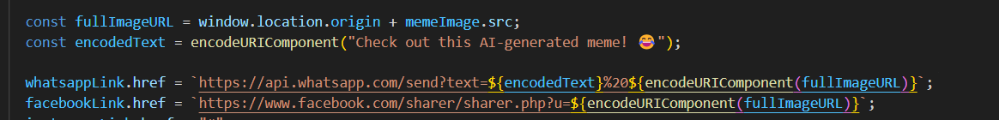 const fullImageURL = window.location.origin + memeImage.src;
const encodedText = encodeURIComponent("Check out this AI-generated meme! 😂");
whatsappLink.href = `https://api.whatsapp.com/send?text=${encodedText}%20${encodeURIComponent(fullImageURL)}`;
facebookLink.href = `https://www.facebook.com/sharer/sharer.php?u=${encodeURIComponent(fullImageURL)}`;